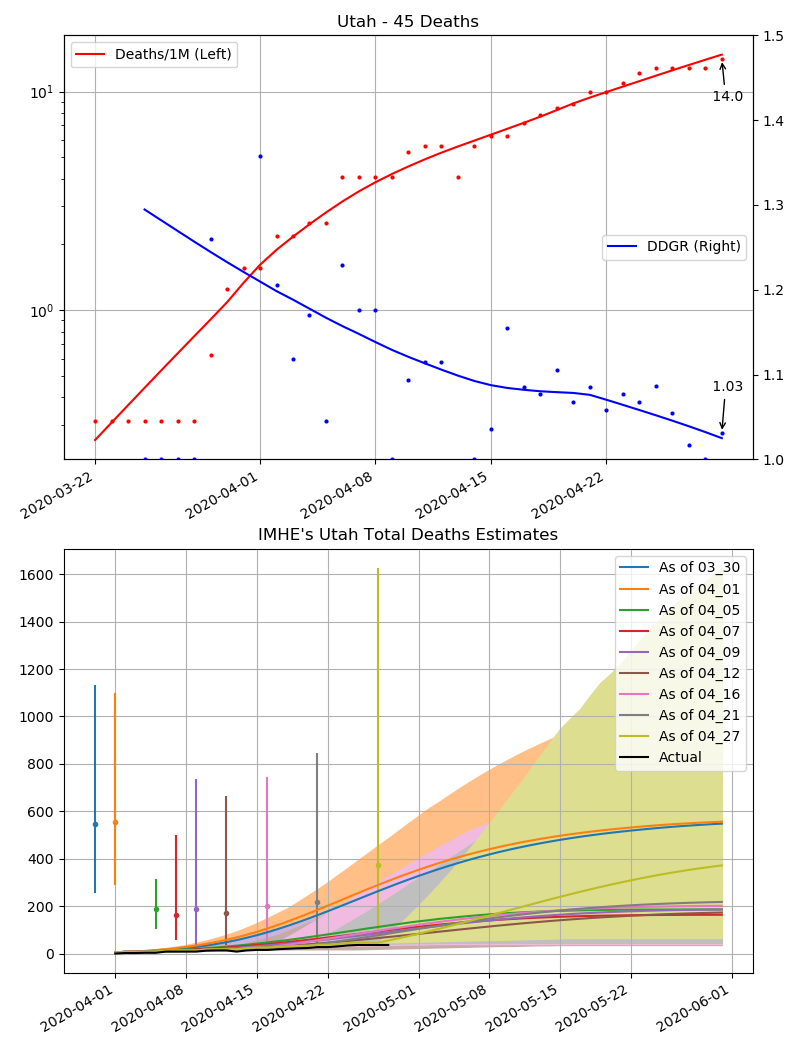 Utah - 45 Deaths
Deaths/1M (Left)
DDGR (Right)
14.0
1.03
10¹
10⁰
1.5
1.4
1.3
1.2
1.1
1.0
2020-03-22
2020-04-01
2020-04-08
2020-04-15
2020-04-22
IMHE's Utah Total Deaths Estimates
1600
1400
1200
1000
800
600
400
200
0
As of 03_30
As of 04_01
As of 04_05
As of 04_07
As of 04_09
As of 04_12
As of 04_16
As of 04_21
As of 04_27
Actual
2020-04-01
2020-04-08
2020-04-15
2020-04-22
2020-05-01
2020-05-08
2020-05-15
2020-05-22
2020-06-01